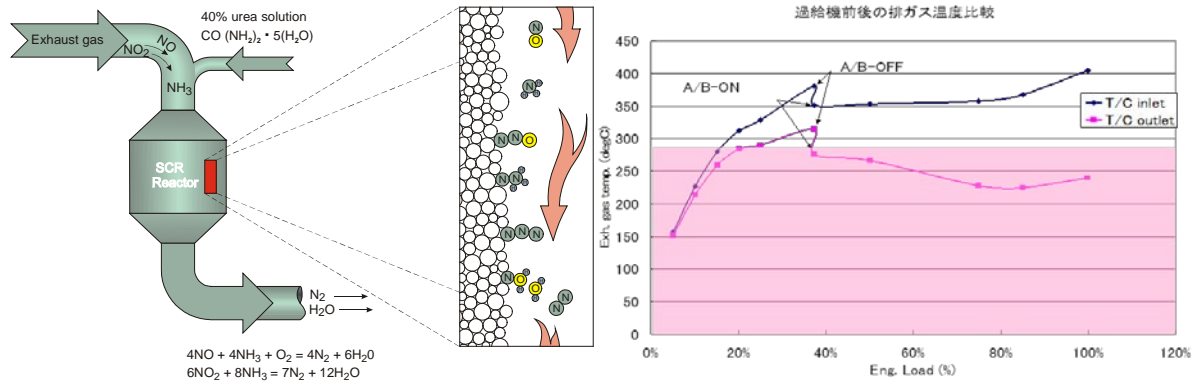 40% urea solution
CO (NH₂)₂ • 5(H₂O)
Exhaust gas
NO
NO₂
NH₃
SCR
Reactor
N₂
H₂O
4NO + 4NH₃ + O₂ = 4N₂ + 6H₂0
6NO₂ + 8NH₃ = 7N₂ + 12H₂O
N
O
N
N N O
N N
N N N
N O
O
N N
過給機前後の排ガス温度比較
Exh. gas temp. (degC)
450
400
350
300
250
200
150
100
50
0
A/B-OFF
A/B-ON
T/C inlet
T/C outlet
0% 20% 40% 60% 80% 100% 120%
Eng. Load (%)